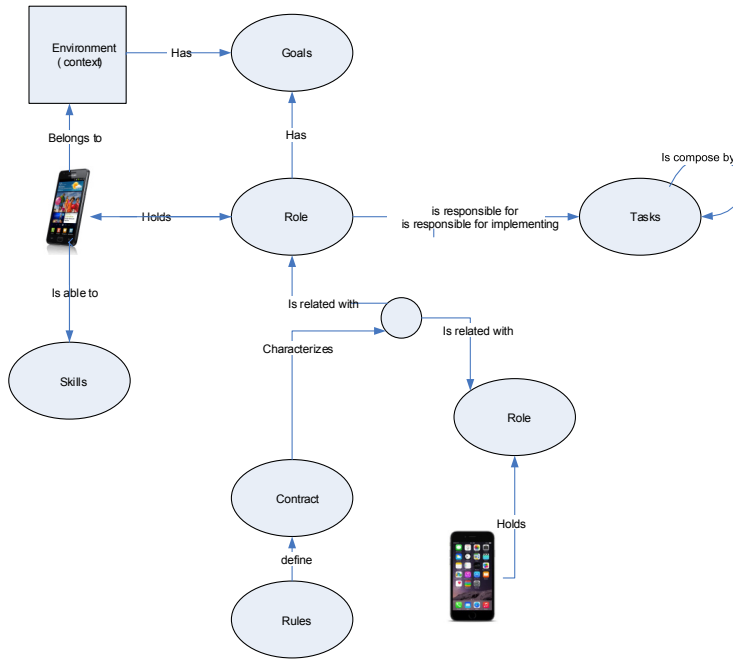 Environment
( context)
Has
Goals
Belongs to
Has
Is compose by
Holds
Role
is responsible for
is responsible for implementing
Tasks
Is able to
Is related with
Is related with
Characterizes
Skills
Role
Contract
Holds
define
Rules